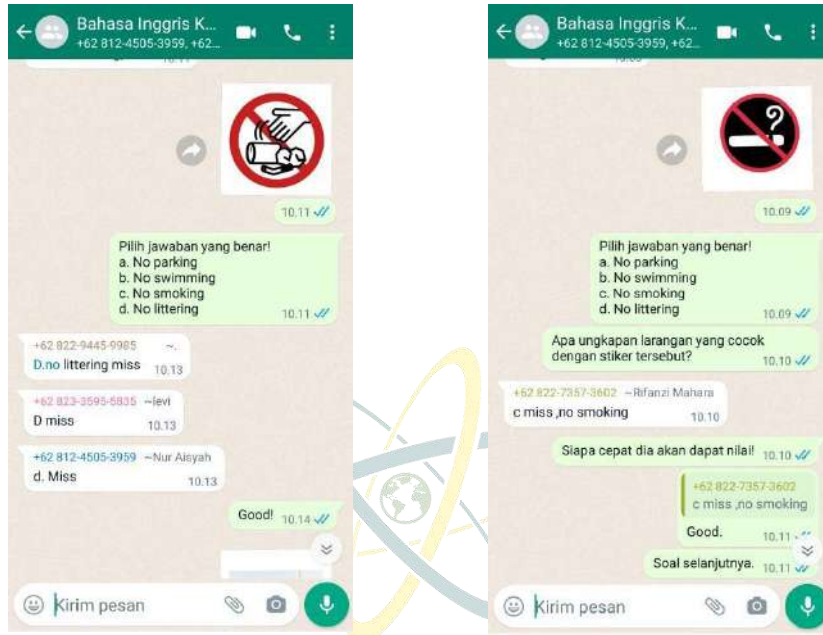 Bahasa Inggris K...
+62 812-4505-3959, +62...
10.11
Pilih jawaban yang benar!
a. No parking
b. No swimming
c. No smoking
d. No littering
10.11
+62 822-9445-9985 ~.
D.no littering miss 10.13
+62 823-3595-5835 ~levi
D miss 10.13
+62 812-4505-3959 ~Nur Aisyah
d. Miss 10.13
Good! 10.14
Kirim pesan
Bahasa Inggris K...
+62 812-4505-3959, +62...
10.09
Pilih jawaban yang benar!
a. No parking
b. No swimming
c. No smoking
d. No littering
10.09
Apa ungkapan larangan yang cocok
dengan stiker tersebut? 10.10
+62 822-7357-3602 ~Rifanzi Mahara
c miss ,no smoking 10.10
Siapa cepat dia akan dapat nilai! 10.10
+62 822-7357-3602
c miss ,no smoking
Good. 10.11
Soal selanjutnya. 10.11
Kirim pesan